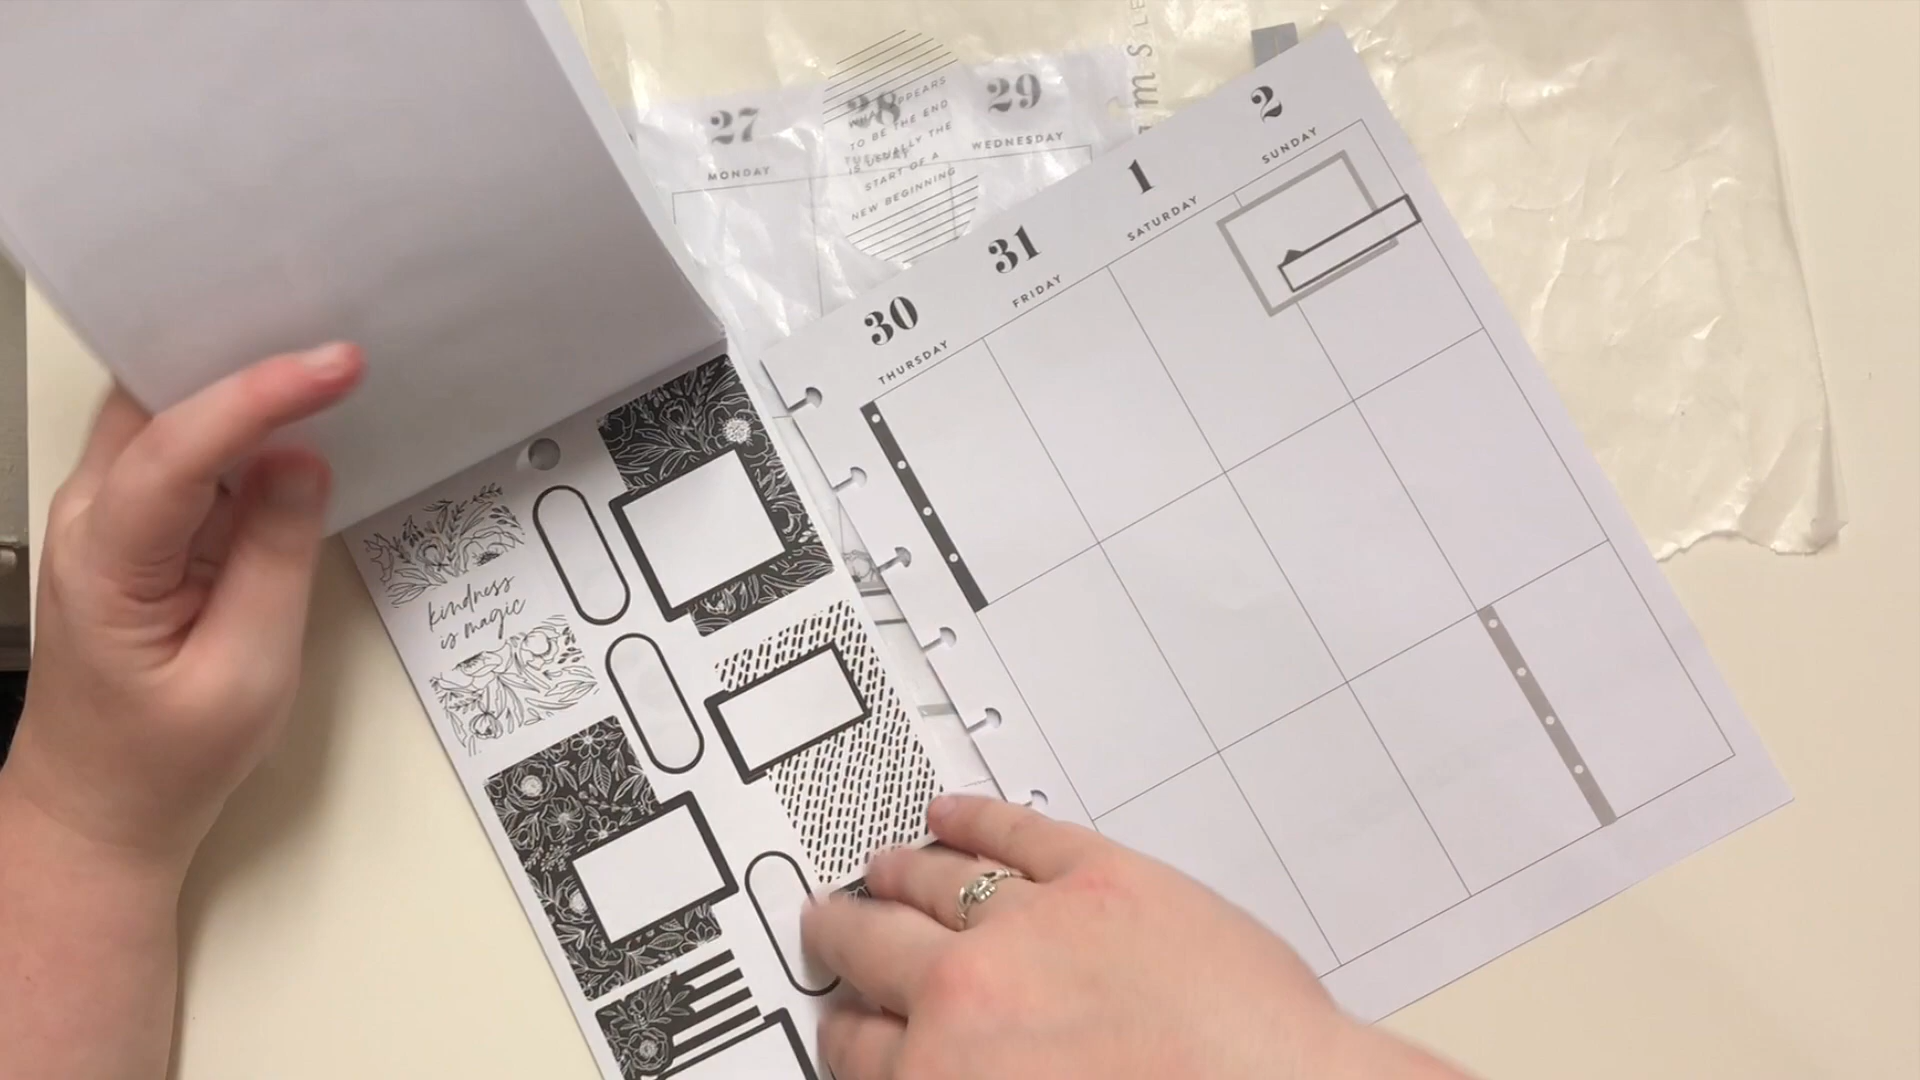 27
MONDAY
28
TUESDAY
WHAT APPEARS
TO BE THE END
IS USUALLY THE
START OF A
NEW BEGINNING
29
WEDNESDAY
30
THURSDAY
31
FRIDAY
1
SATURDAY
2
SUNDAY
kindness
is magic